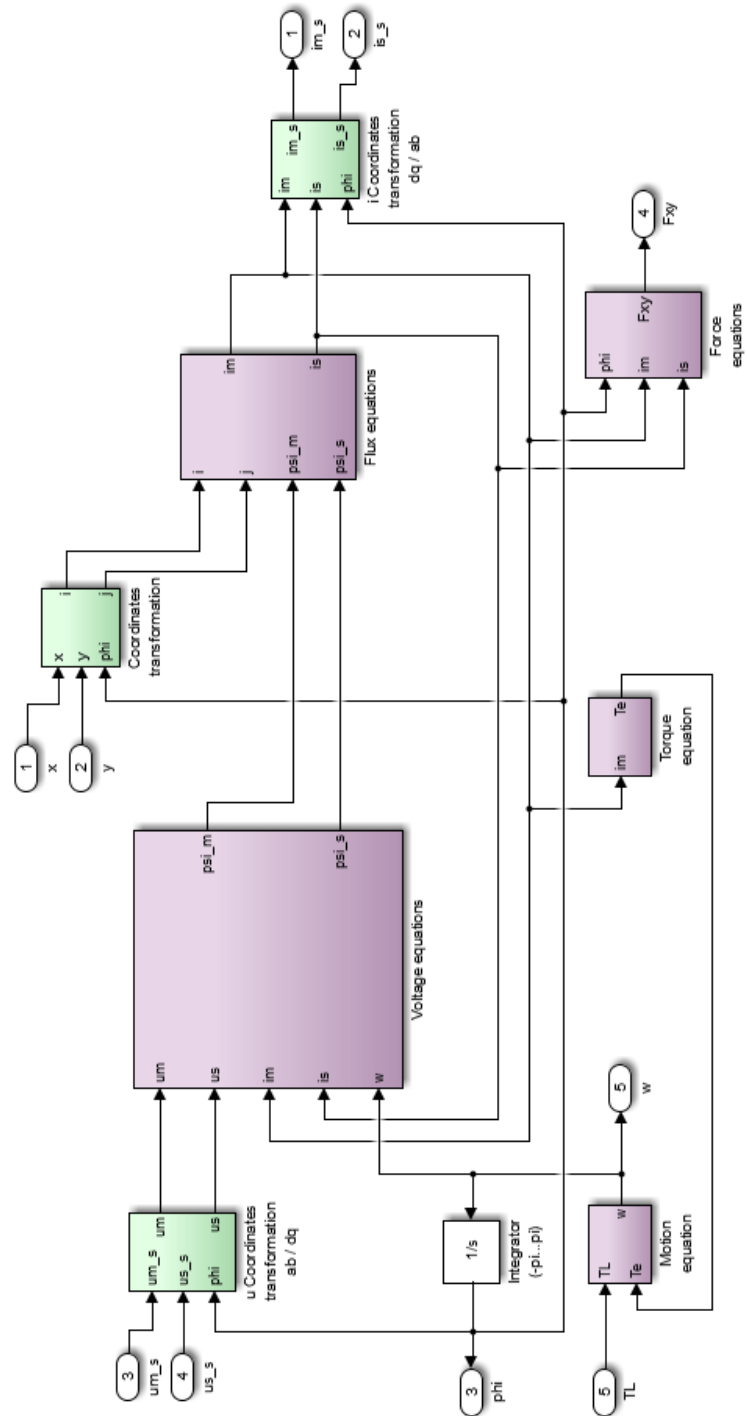 3
um_s
4
us_s
um_s
us_s
phi
um
us
u Coordinates
transformation
ab / dq
um
us
im
is
w
psi_m
psi_s
Voltage equations
1
x
2
y
x
y
phi
i
j
Coordinates
transformation
i
j
psi_m
psi_s
im
is
Flux equations
im
is
phi
im_s
is_s
i Coordinates
transformation
dq / ab
1
im_s
2
is_s
3
phi
1/s
Integrator
(-pi...pi)
5
TL
TL
Te
w
Motion
equation
5
w
im
Te
Torque
equation
phi
im
is
Fxy
Force
equations
4
Fxy